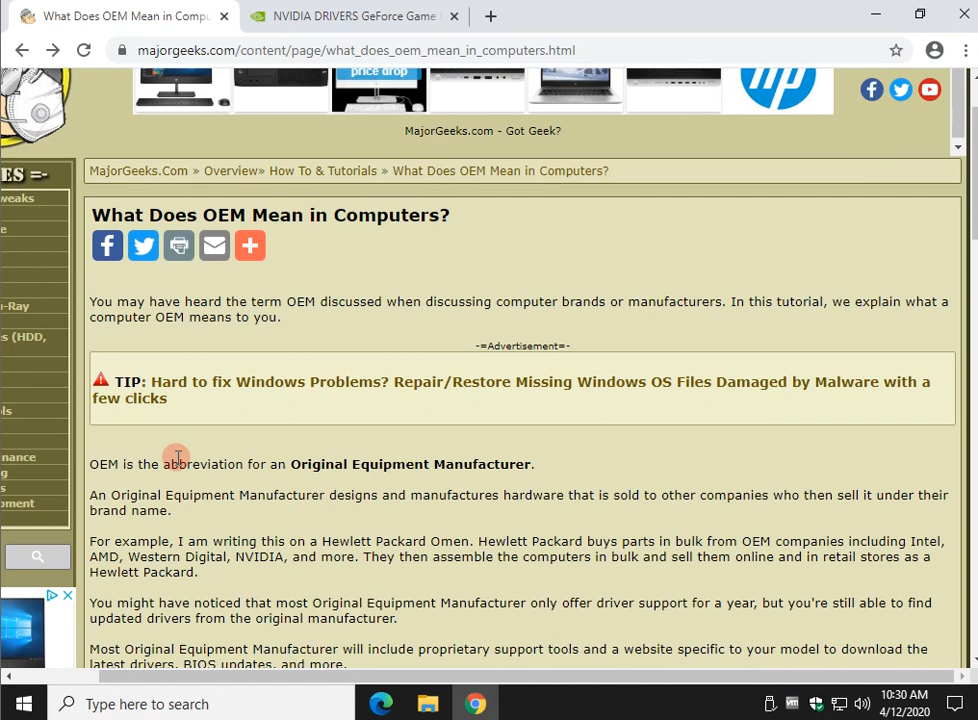 What Does OEM Mean in Compu
NVIDIA DRIVERS GeForce Game
majorgeeks.com/content/page/what_does_oem_mean_in_computers.html
price drop
hp
MajorGeeks.com - Got Geek?
ES =-
weaks
e
u-Ray
s (HDD,
ols
nance
g
s
oment
MajorGeeks.Com » Overview» How To & Tutorials » What Does OEM Mean in Computers?
What Does OEM Mean in Computers?
You may have heard the term OEM discussed when discussing computer brands or manufacturers. In this tutorial, we explain what a
computer OEM means to you.
-=Advertisement=-
TIP: Hard to fix Windows Problems? Repair/Restore Missing Windows OS Files Damaged by Malware with a
few clicks
OEM is the abbreviation for an Original Equipment Manufacturer.
An Original Equipment Manufacturer designs and manufactures hardware that is sold to other companies who then sell it under their
brand name.
For example, I am writing this on a Hewlett Packard Omen. Hewlett Packard buys parts in bulk from OEM companies including Intel,
AMD, Western Digital, NVIDIA, and more. They then assemble the computers in bulk and sell them online and in retail stores as a
Hewlett Packard.
You might have noticed that most Original Equipment Manufacturer only offer driver support for a year, but you're still able to find
updated drivers from the original manufacturer.
Most Original Equipment Manufacturer will include proprietary support tools and a website specific to your model to download the
latest drivers, BIOS updates, and more.
Type here to search
10:30 AM
4/12/2020